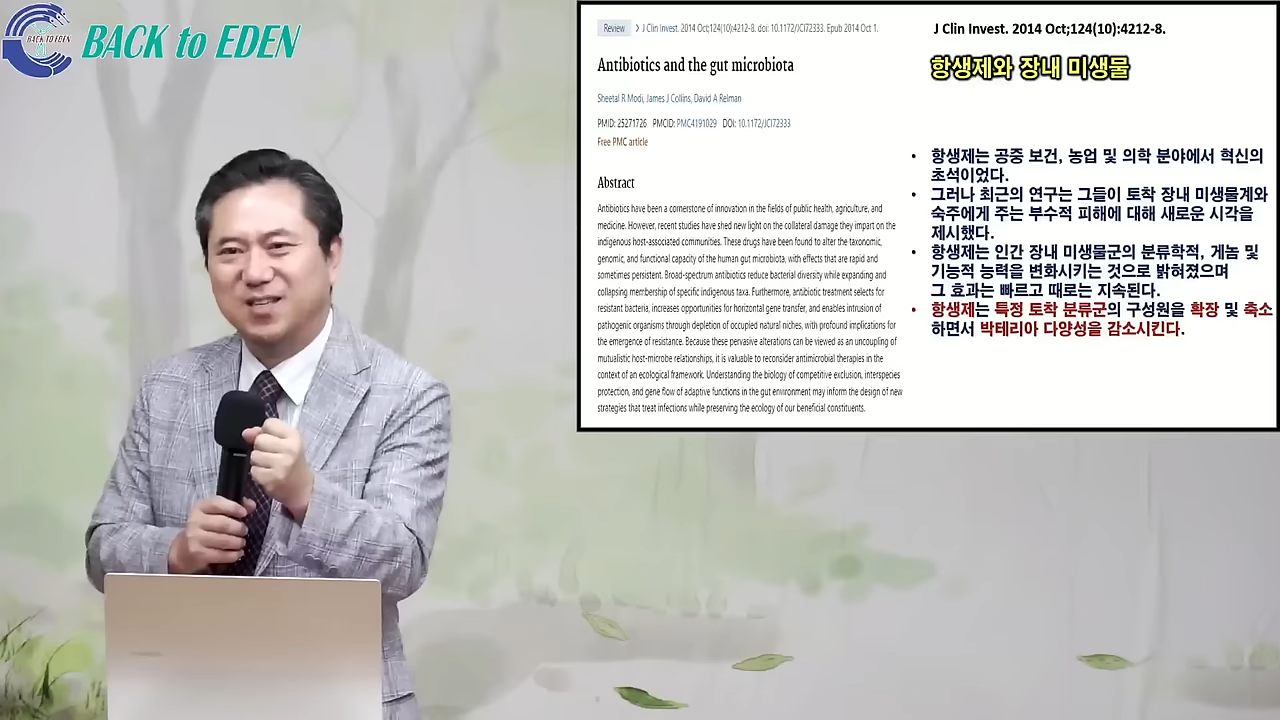 BACK TO EDEN
BACK to EDEN
Review > J Clin Invest. 2014 Oct;124(10):4212-8. doi: 10.1172/JCI72333. Epub 2014 Oct 1.
Antibiotics and the gut microbiota
Sheetal R Modi, James J Collins, David A Relman
PMID: 25271726 PMCID: PMC4191029 DOI: 10.1172/JCI72333
Free PMC article
Abstract
Antibiotics have been a cornerstone of innovation in the fields of public health, agriculture, and
medicine. However, recent studies have shed new light on the collateral damage they impart on the
indigenous host-associated communities. These drugs have been found to alter the taxonomic,
genomic, and functional capacity of the human gut microbiota, with effects that are rapid and
sometimes persistent. Broad-spectrum antibiotics reduce bacterial diversity while expanding and
collapsing membership of specific indigenous taxa. Furthermore, antibiotic treatment selects for
resistant bacteria, increases opportunities for horizontal gene transfer, and enables intrusion of
pathogenic organisms through depletion of occupied natural niches, with profound implications for
the emergence of resistance. Because these pervasive alterations can be viewed as an uncoupling of
mutualistic host-microbe relationships, it is valuable to reconsider antimicrobial therapies in the
context of an ecological framework. Understanding the biology of competitive exclusion, interspecies
protection, and gene flow of adaptive functions in the gut environment may inform the design of new
strategies that treat infections while preserving the ecology of our beneficial constituents.
J Clin Invest. 2014 Oct;124(10):4212-8.
항생제와 장내 미생물
• 항생제는 공중 보건, 농업 및 의학 분야에서 혁신의
초석이었다.
• 그러나 최근의 연구는 그들이 토착 장내 미생물계와
숙주에게 주는 부수적 피해에 대해 새로운 시각을
제시했다.
• 항생제는 인간 장내 미생물군의 분류학적, 게놈 및
기능적 능력을 변화시키는 것으로 밝혀졌으며
그 효과는 빠르고 때로는 지속된다.
• 항생제는 특정 토착 분류군의 구성원을 확장 및 축소
하면서 박테리아 다양성을 감소시킨다.